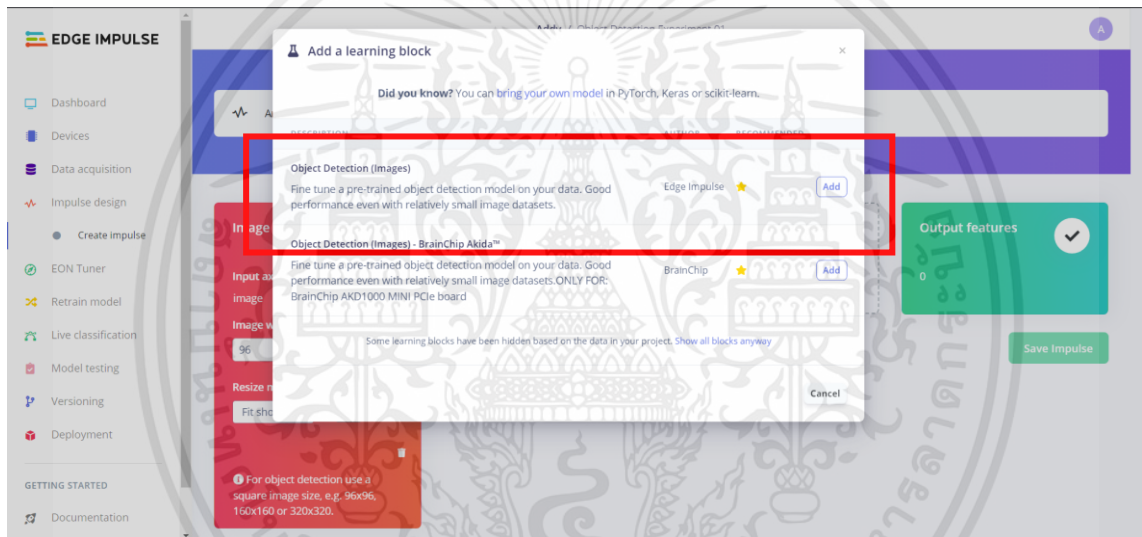 EDGE IMPULSE
Addy / Object Detection Experiment 01
A
Dashboard
Devices
Data acquisition
Impulse design
Create impulse
EON Tuner
Retrain model
Live classification
Model testing
Versioning
Deployment
GETTING STARTED
Documentation
Add a learning block
×
Did you know? You can bring your own model in PyTorch, Keras or scikit-learn.
DESCRIPTION AUTHOR RECOMMENDED
Object Detection (Images)
Fine tune a pre-trained object detection model on your data. Good
performance even with relatively small image datasets.
Edge Impulse
Add
Object Detection (Images) - BrainChip Akida™
Fine tune a pre-trained object detection model on your data. Good
performance even with relatively small image datasets.ONLY FOR:
BrainChip AKD1000 MINI PCIe board
BrainChip
Add
Some learning blocks have been hidden based on the data in your project. Show all blocks anyway
Cancel
Image
Input ax
image
Image w
96
Resize m
Fit sho
For object detection use a
square image size, e.g. 96x96,
160x160 or 320x320.
Output features
0
Save Impulse